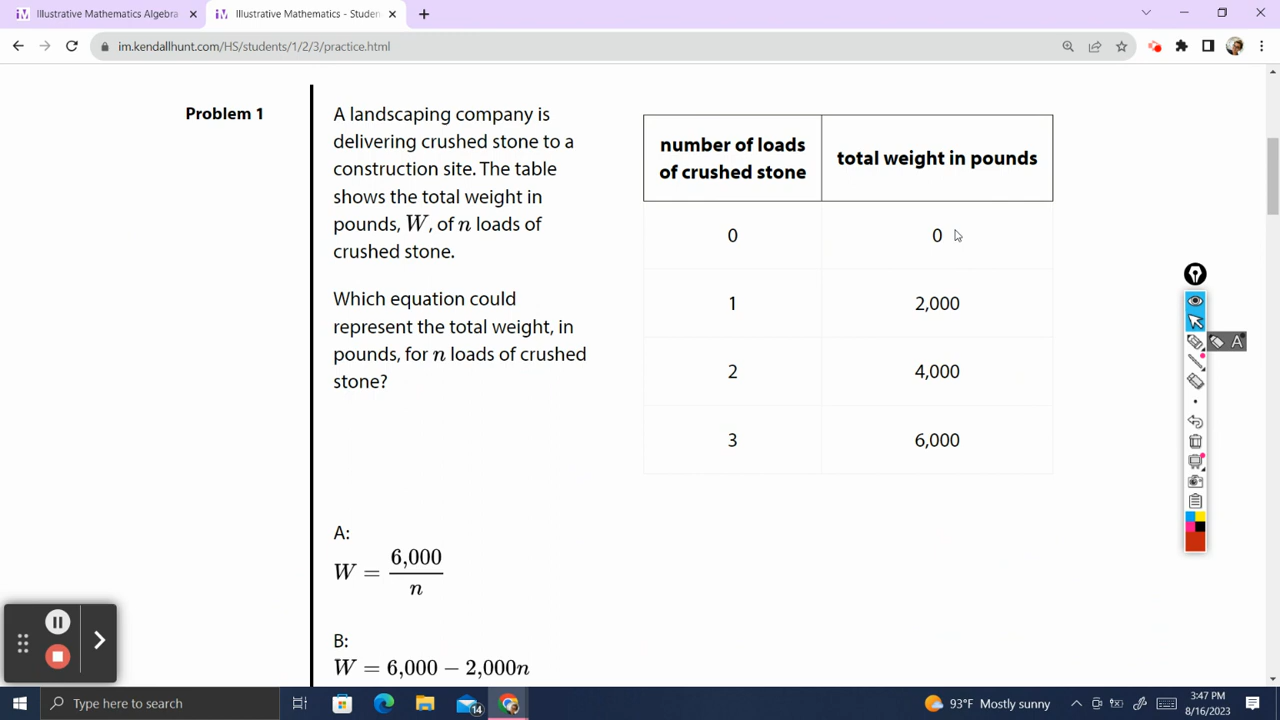 Illustrative Mathematics Algebra
Illustrative Mathematics - Studen
im.kendallhunt.com/HS/students/1/2/3/practice.html
Problem 1
A landscaping company is
delivering crushed stone to a
construction site. The table
shows the total weight in
pounds, W, of n loads of
crushed stone.
Which equation could
represent the total weight, in
pounds, for n loads of crushed
stone?
number of loads
of crushed stone
total weight in pounds
0 0
1 2,000
2 4,000
3 6,000
A
A:
W = 6,000/n
B:
W = 6,000 − 2,000n
Type here to search
14
93°F Mostly sunny
3:47 PM
8/16/2023